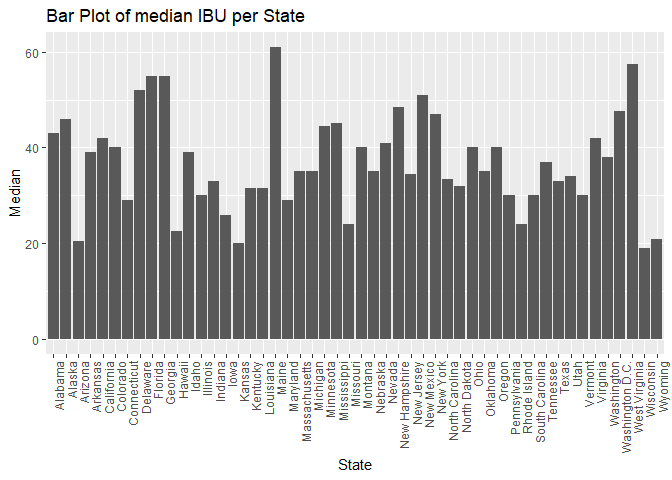 Bar Plot of median IBU per State
60
40
20
0
Median
Alabama
Alaska
Arizona
Arkansas
California
Colorado
Connecticut
Delaware
Florida
Georgia
Hawaii
Idaho
Illinois
Indiana
Iowa
Kansas
Kentucky
Louisiana
Maine
Maryland
Massachusetts
Michigan
Minnesota
Mississippi
Missouri
Montana
Nebraska
Nevada
New Hampshire
New Jersey
New Mexico
New York
North Carolina
North Dakota
Ohio
Oklahoma
Oregon
Pennsylvania
Rhode Island
South Carolina
Tennessee
Texas
Utah
Vermont
Virginia
Washington
Washington D.C.
West Virginia
Wisconsin
Wyoming
State